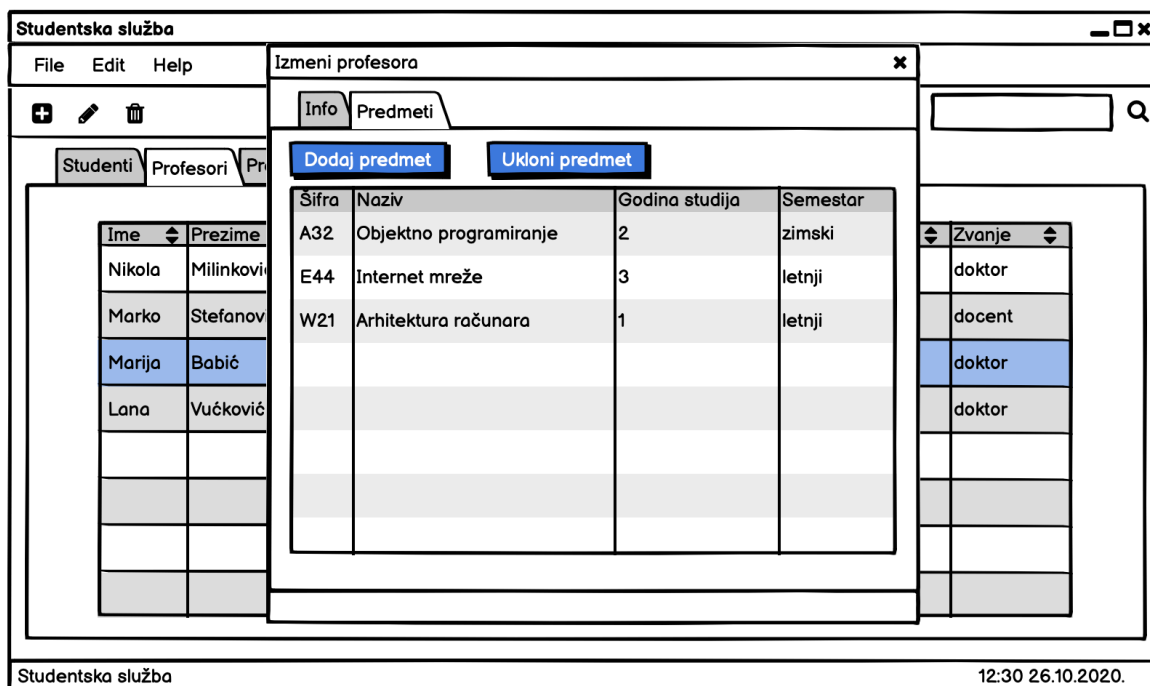 Studentska služba
File Edit Help
Izmeni profesora
Info Predmeti
Studenti Profesori
Dodaj predmet Ukloni predmet
Šifra Naziv Godina studija Semestar
A32 Objektno programiranje 2 zimski
E44 Internet mreže 3 letnji
W21 Arhitektura računara 1 letnji
Ime Prezime Zvanje
Nikola doktor
Marko docent
Marija Babić doktor
Lana Vučković doktor
Studentska služba 12:30 26.10.2020.